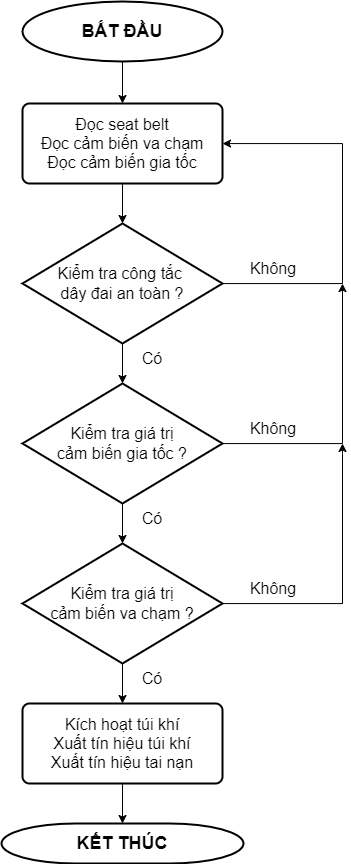 BẮT ĐẦU
Đọc seat belt
Đọc cảm biến va chạm
Đọc cảm biến gia tốc
Kiểm tra công tắc
dây đai an toàn ?
Không
Có
Kiểm tra giá trị
cảm biến gia tốc ?
Không
Có
Kiểm tra giá trị
cảm biến va chạm ?
Không
Có
Kích hoạt túi khí
Xuất tín hiệu túi khí
Xuất tín hiệu tai nạn
KẾT THÚC